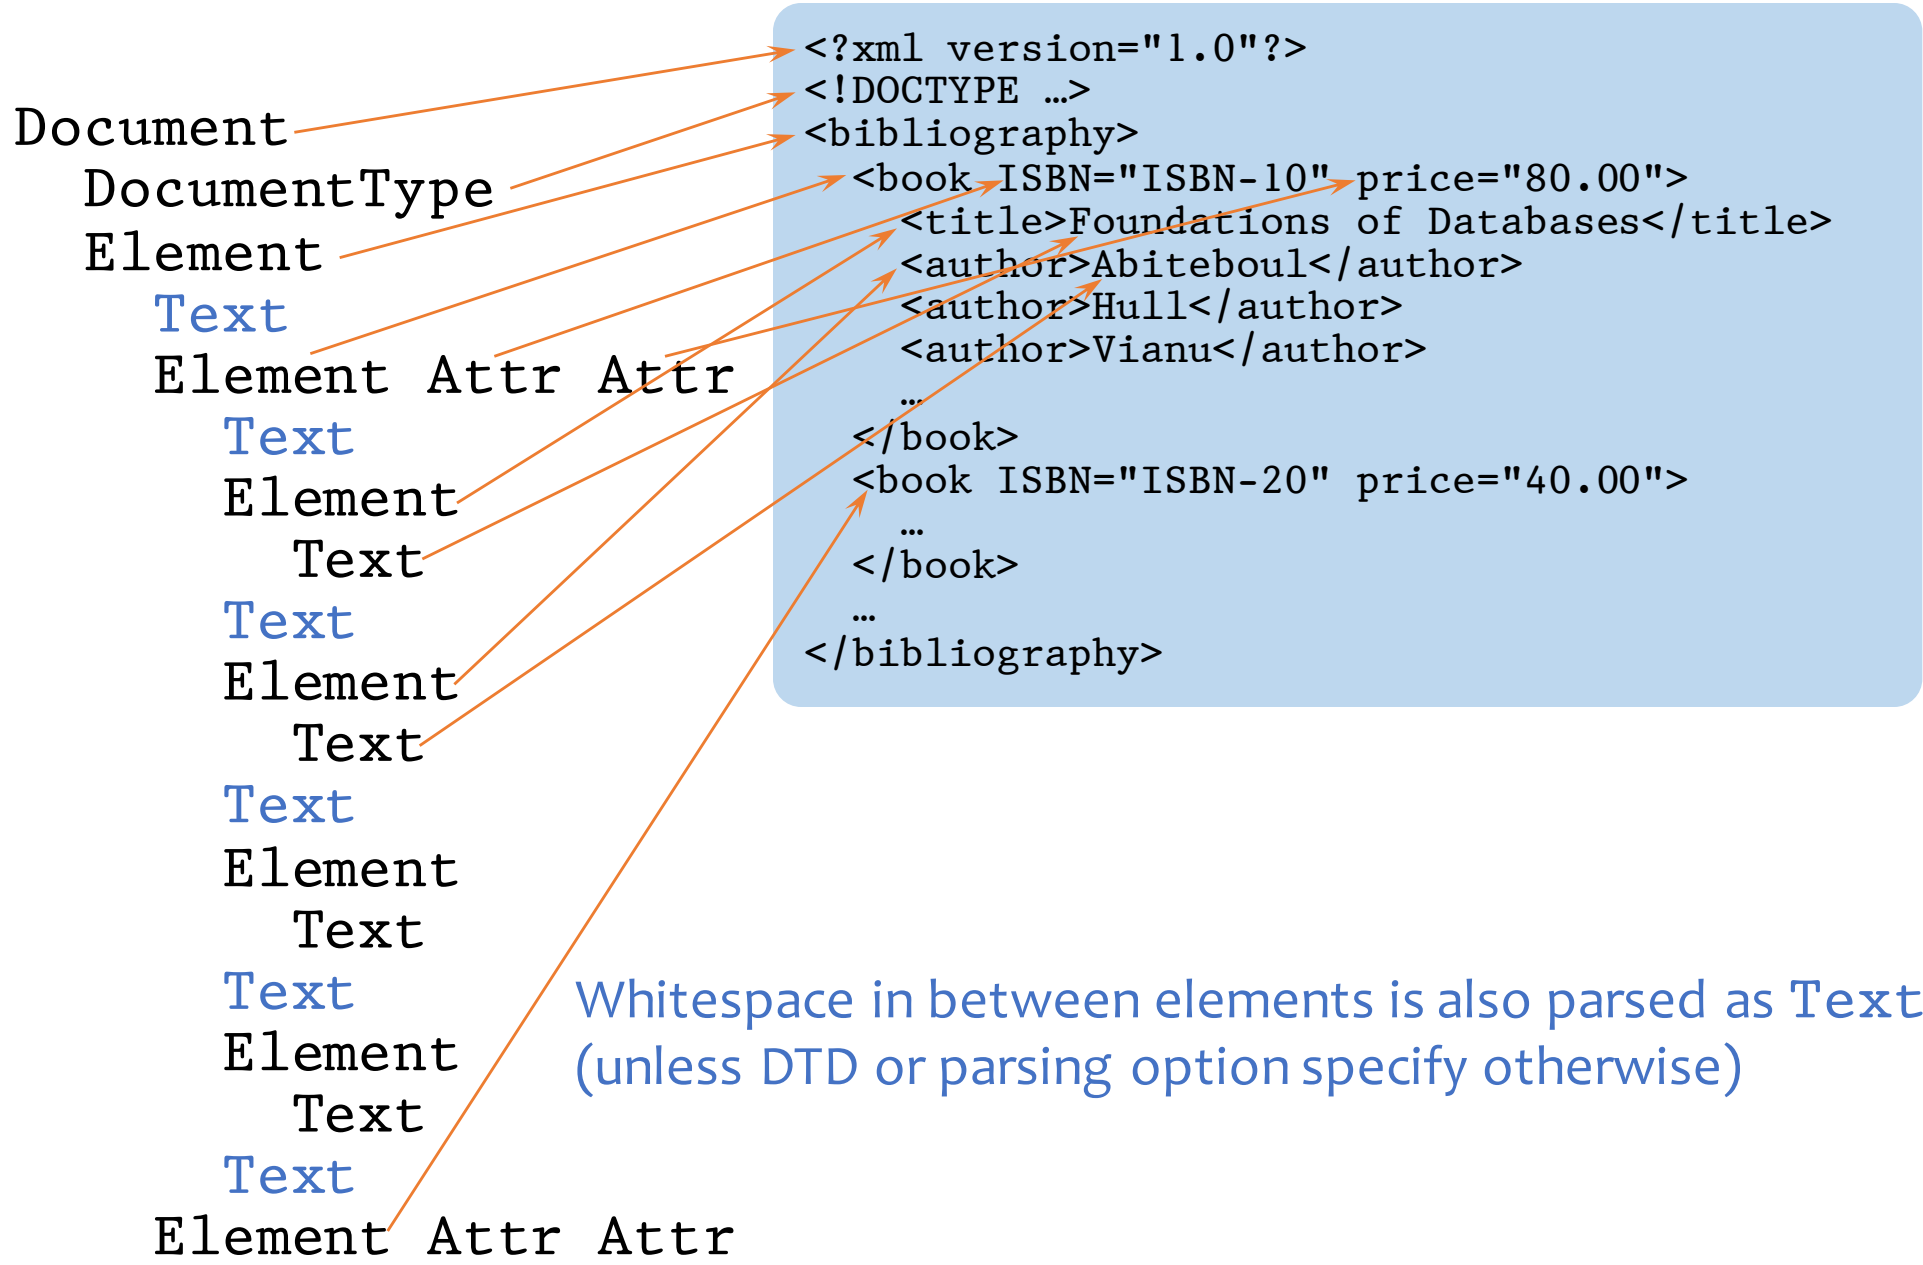 Document
DocumentType
Element
Text
Element Attr Attr
Text
Element
Text
Text
Element
Text
Text
Element
Text
Text
Element
Text
Text
Element Attr Attr
<?xml version="1.0"?>
<!DOCTYPE …>
<bibliography>
<book ISBN="ISBN-10" price="80.00">
<title>Foundations of Databases</title>
<author>Abiteboul</author>
<author>Hull</author>
<author>Vianu</author>
…
</book>
<book ISBN="ISBN-20" price="40.00">
…
</book>
…
</bibliography>
Whitespace in between elements is also parsed as Text
(unless DTD or parsing option specify otherwise)